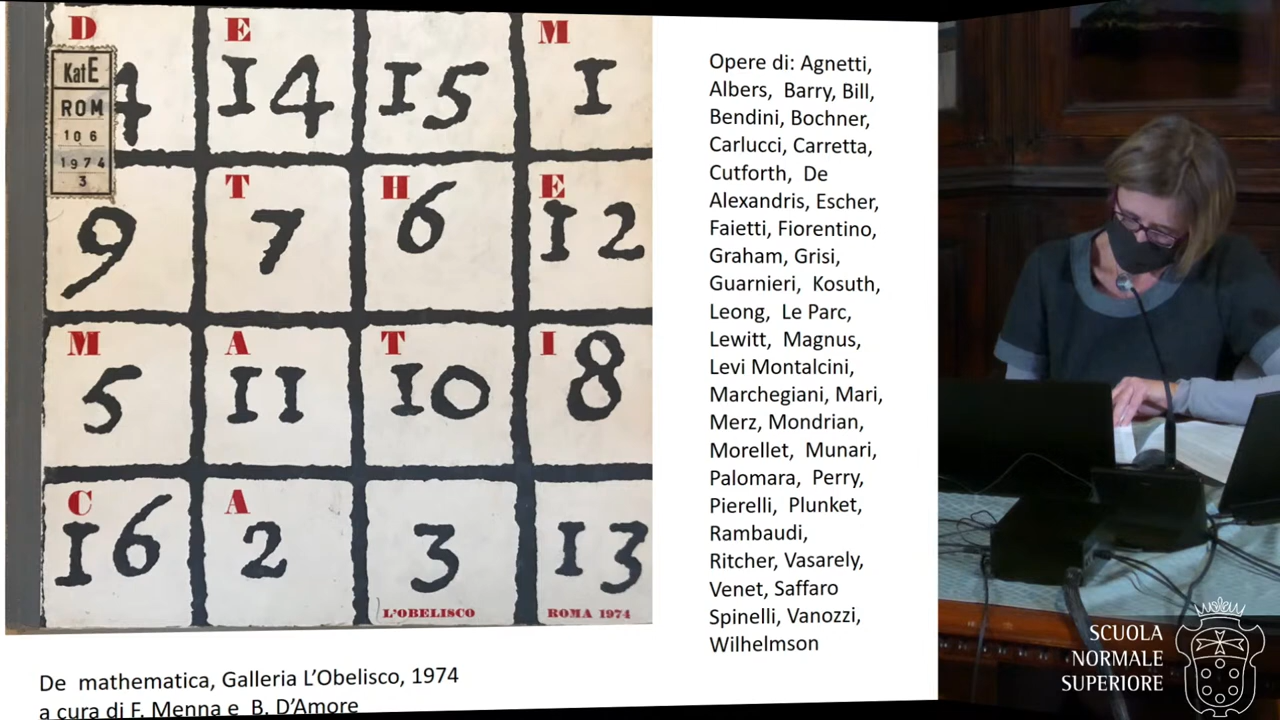 D E M
4 14 15 1
KatE
ROM
106
1974
3
T H E
9 7 6 12
M A T I
5 11 10 8
C A
16 2 3 13
L'OBELISCO ROMA 1974
De mathematica, Galleria L'Obelisco, 1974
a cura di F. Menna e B. D'Amore
Opere di: Agnetti,
Albers, Barry, Bill,
Bendini, Bochner,
Carlucci, Carretta,
Cutforth, De
Alexandris, Escher,
Faietti, Fiorentino,
Graham, Grisi,
Guarnieri, Kosuth,
Leong, Le Parc,
Lewitt, Magnus,
Levi Montalcini,
Marchegiani, Mari,
Merz, Mondrian,
Morellet, Munari,
Palomara, Perry,
Pierelli, Plunket,
Rambaudi,
Ritcher, Vasarely,
Venet, Saffaro
Spinelli, Vanozzi,
Wilhelmson
SCUOLA
NORMALE
SUPERIORE